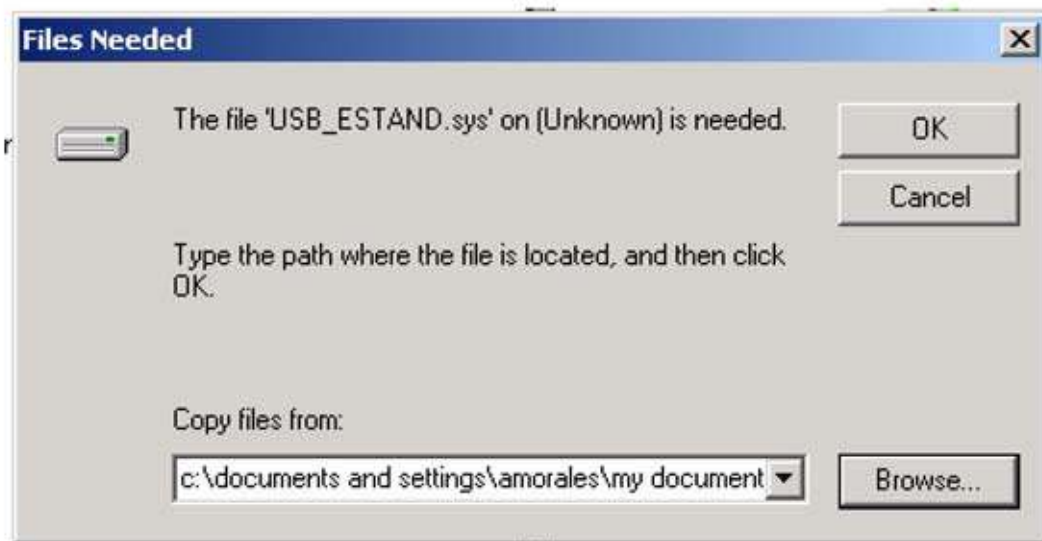 Files Needed
The file 'USB_ESTAND.sys' on (Unknown) is needed.
OK
Cancel
Type the path where the file is located, and then click
OK.
Copy files from:
c:\documents and settings\amorales\my document
Browse...